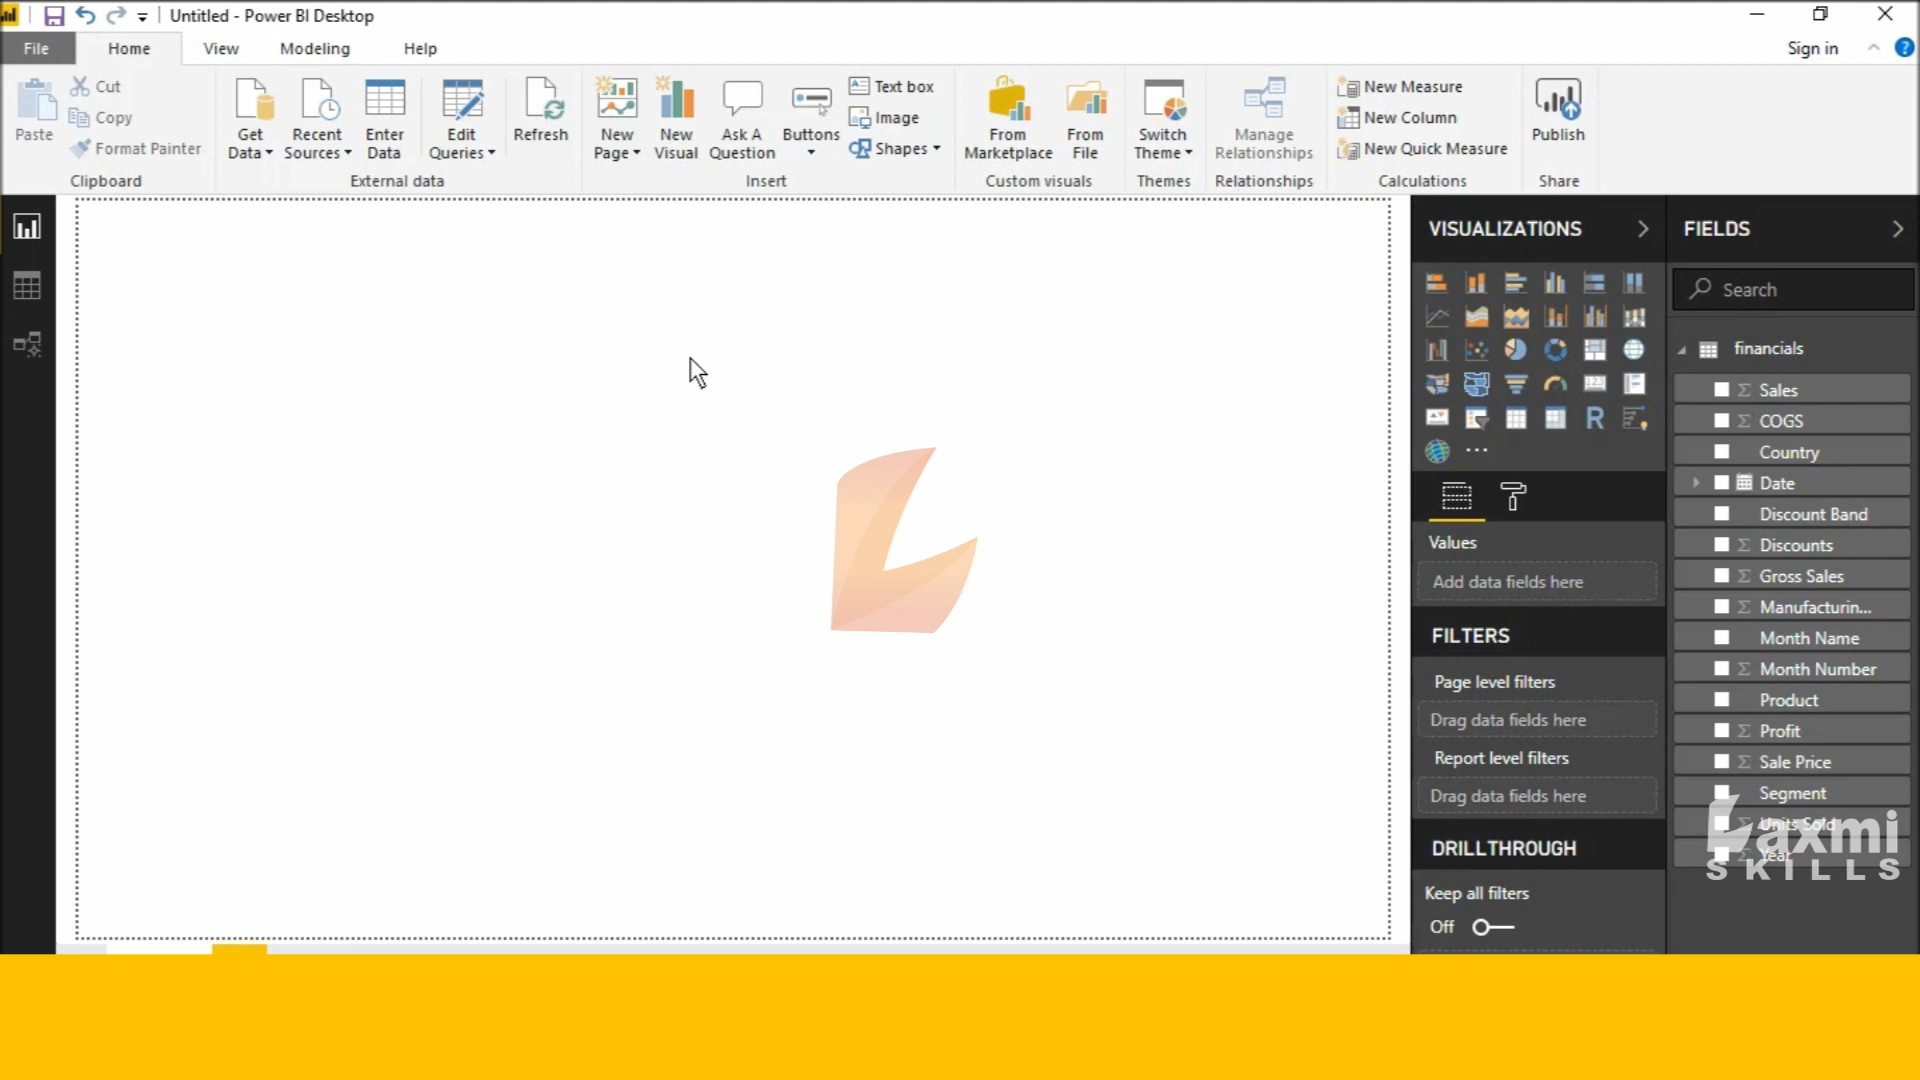 Untitled - Power BI Desktop
File
Home
View
Modeling
Help
Sign in
Paste
Cut
Copy
Format Painter
Clipboard
Get Data
Recent Sources
Enter Data
Edit Queries
Refresh
External data
New Page
New Visual
Ask A Question
Buttons
Text box
Image
Shapes
Insert
From Marketplace
From File
Custom visuals
Switch Theme
Themes
Manage Relationships
Relationships
New Measure
New Column
New Quick Measure
Calculations
Publish
Share
VISUALIZATIONS
R
Values
Add data fields here
FILTERS
Page level filters
Drag data fields here
Report level filters
Drag data fields here
DRILLTHROUGH
Keep all filters
Off
FIELDS
Search
financials
Σ Sales
Σ COGS
Country
Date
Discount Band
Σ Discounts
Σ Gross Sales
Σ Manufacturin...
Month Name
Σ Month Number
Product
Σ Profit
Σ Sale Price
Segment
Σ Units Sold
Σ Year
Laxmi
SKILLS